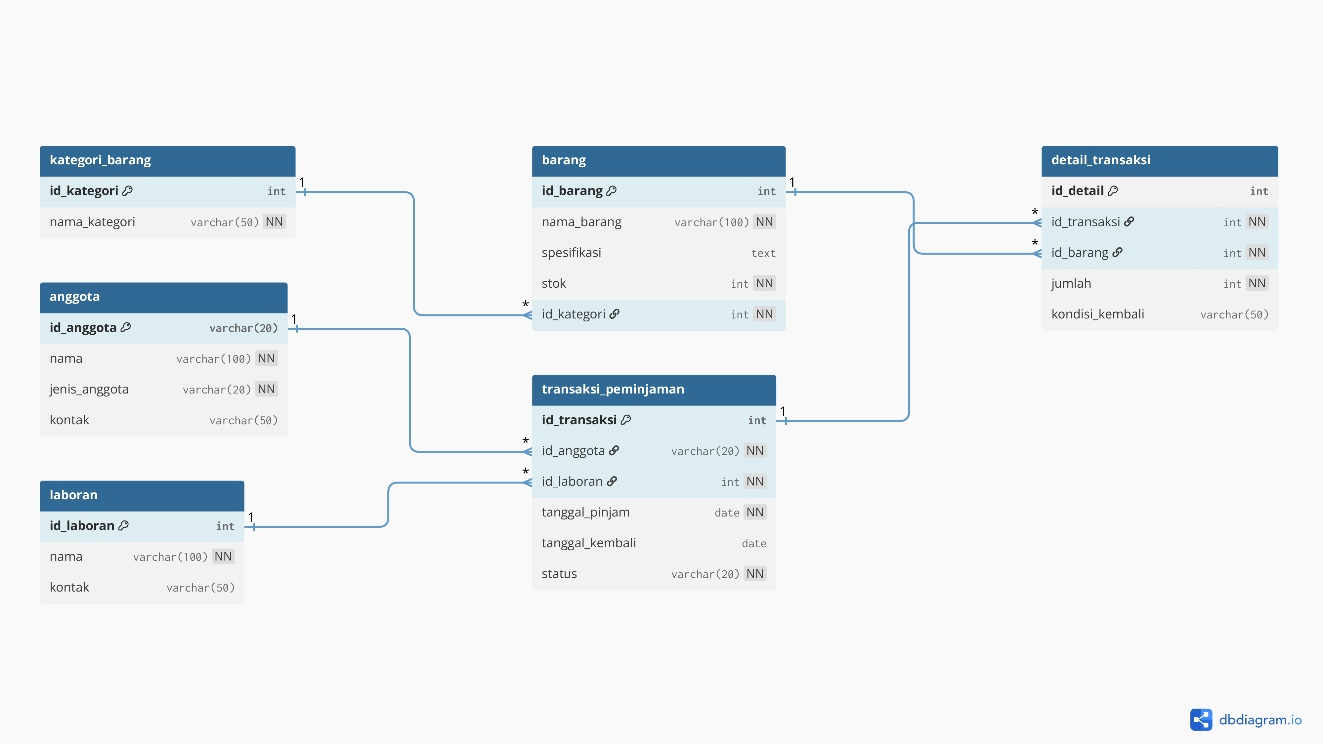 kategori_barang
id_kategori int
nama_kategori varchar(50) NN
1
anggota
id_anggota varchar(20)
nama varchar(100) NN
jenis_anggota varchar(20) NN
kontak varchar(50)
1
laboran
id_laboran int
nama varchar(100) NN
kontak varchar(50)
1
barang
id_barang int
nama_barang varchar(100) NN
spesifikasi text
stok int NN
* id_kategori int NN
1
transaksi_peminjaman
id_transaksi int
* id_anggota varchar(20) NN
* id_laboran int NN
tanggal_pinjam date NN
tanggal_kembali date
status varchar(20) NN
1
detail_transaksi
id_detail int
* id_transaksi int NN
* id_barang int NN
jumlah int NN
kondisi_kembali varchar(50)
dbdiagram.io